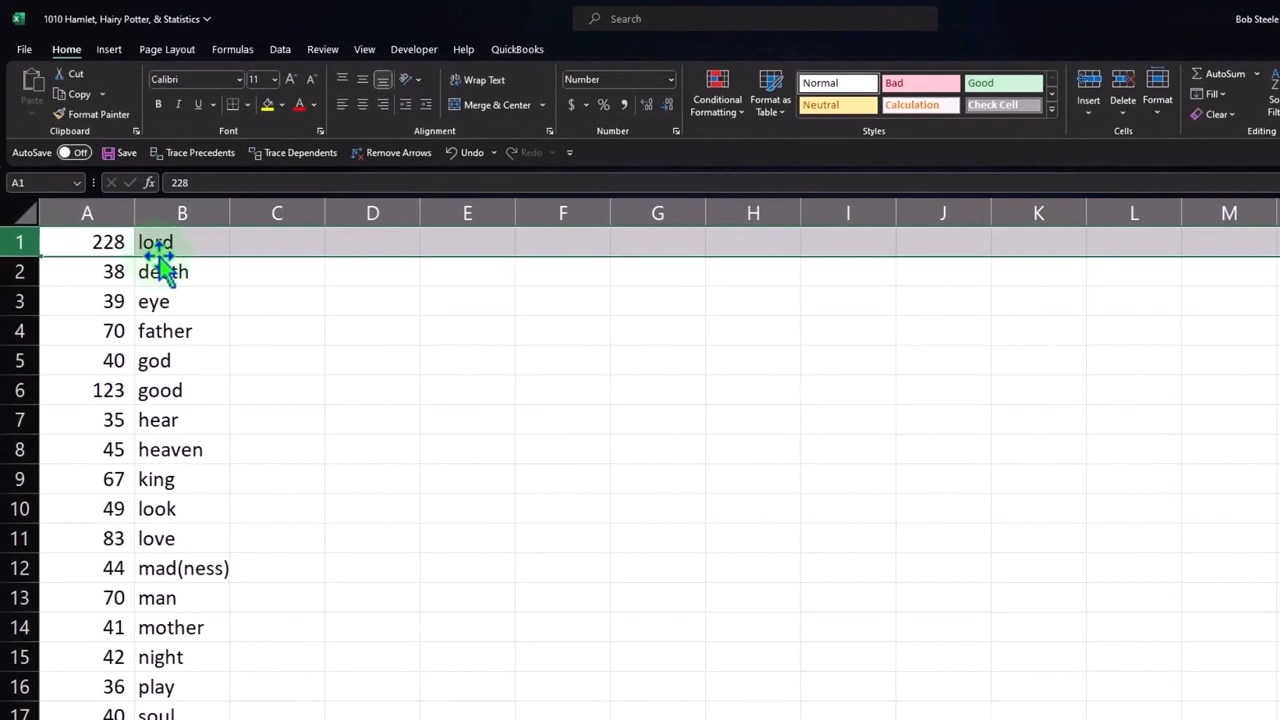 1010 Hamlet, Hairy Potter, & Statistics
Search
Bob Steele
File Home Insert Page Layout Formulas Data Review View Developer Help QuickBooks
Paste
Cut
Copy
Format Painter
Clipboard
Calibri 11
B I U
Font
Wrap Text
Merge & Center
Alignment
Number
$ % ,
Number
Conditional Formatting
Format as Table
Normal Bad Good
Neutral Calculation Check Cell
Styles
Insert Delete Format
Cells
AutoSum
Fill
Clear
Editing
AutoSave Off Save Trace Precedents Trace Dependents Remove Arrows Undo Redo
A1 fx 228
A B C D E F G H I J K L M
1 228 lord
2 38 death
3 39 eye
4 70 father
5 40 god
6 123 good
7 35 hear
8 45 heaven
9 67 king
10 49 look
11 83 love
12 44 mad(ness)
13 70 man
14 41 mother
15 42 night
16 36 play
17 40 soul